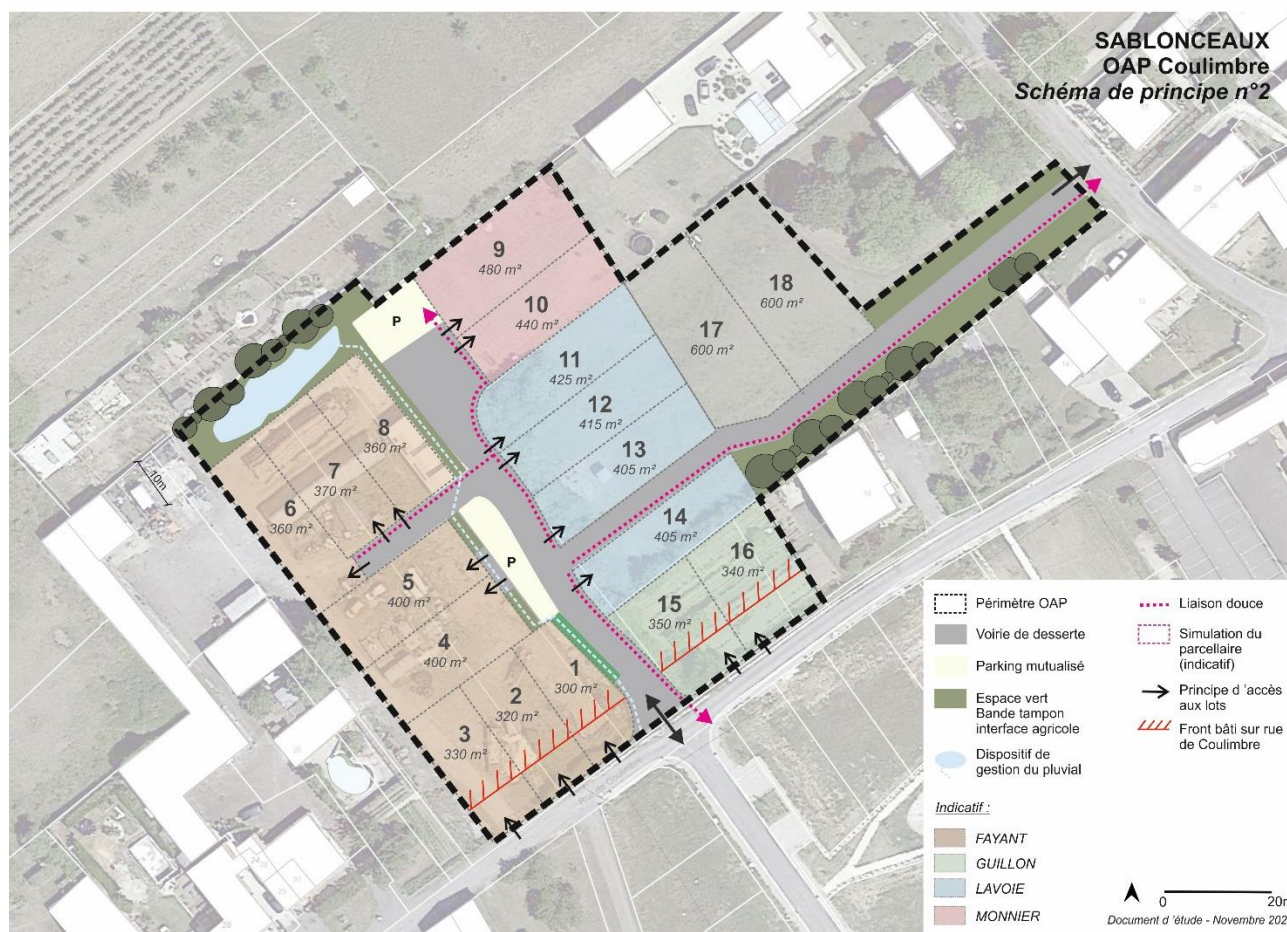 SABLONCEAUX
OAP Coulimbre
Schéma de principe n°2
9
480 m²
10
440 m²
18
600 m²
17
600 m²
P
11
425 m²
12
415 m²
13
405 m²
8
360 m²
7
370 m²
6
360 m²
10m
14
405 m²
16
340 m²
15
350 m²
P
5
400 m²
4
400 m²
1
300 m²
2
320 m²
3
330 m²
Périmètre OAP
Voirie de desserte
Parking mutualisé
Espace vert
Bande tampon
interface agricole
Dispositif de
gestion du pluvial
Liaison douce
Simulation du
parcellaire
(indicatif)
Principe d 'accès
aux lots
Front bâti sur rue
de Coulimbre
Indicatif :
FAYANT
GUILLON
LAVOIE
MONNIER
0 20m
Document d 'étude - Novembre 202